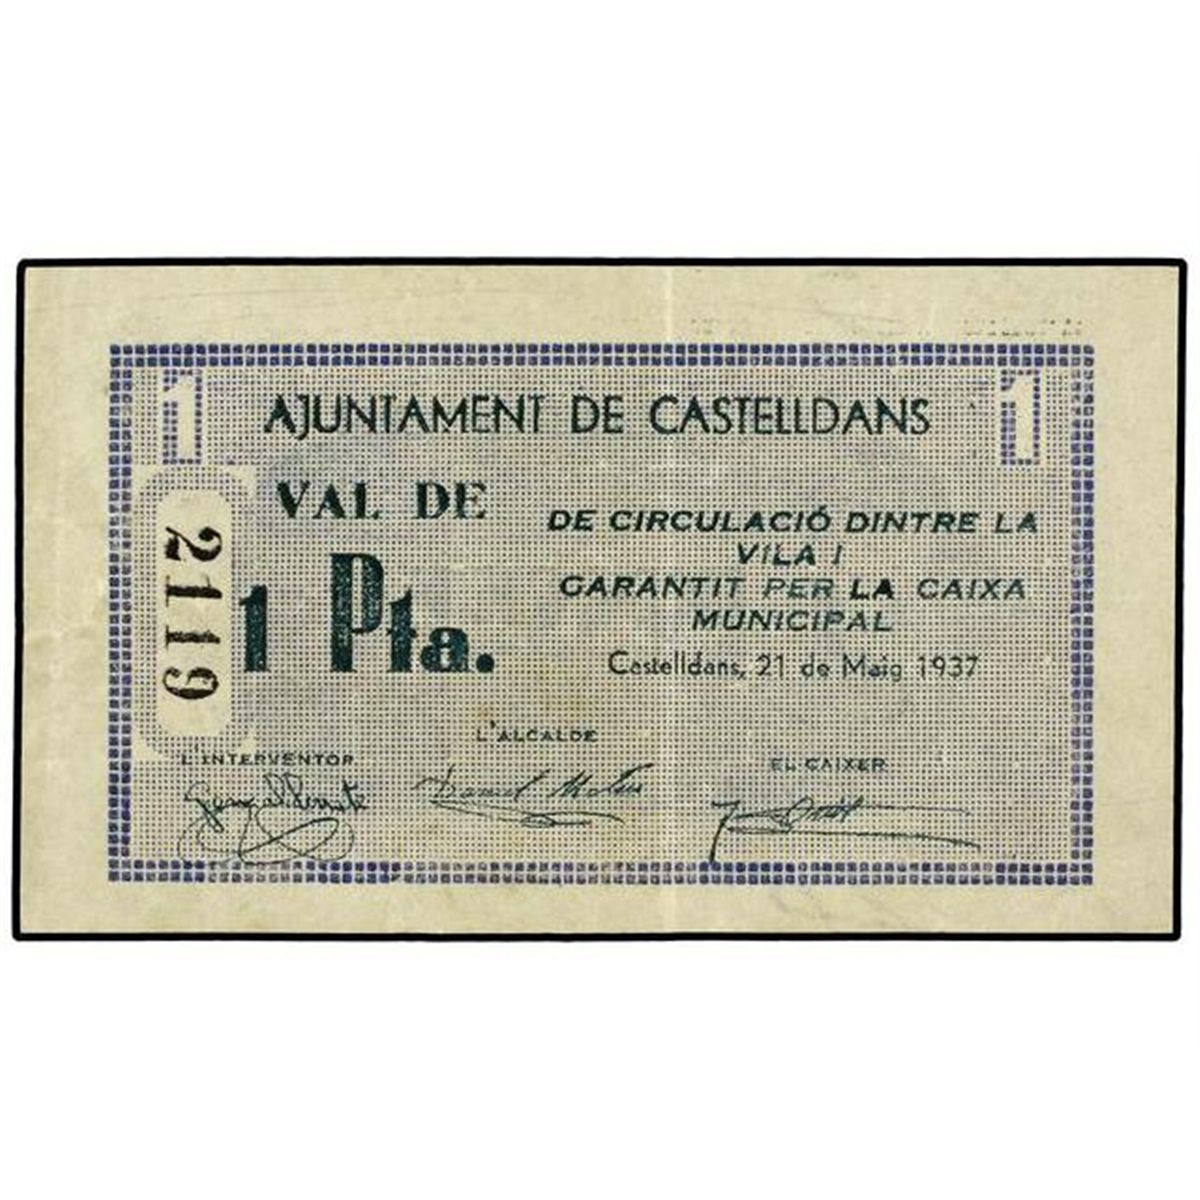 1 1
AJUNTAMENT DE CASTELLDANS
VAL DE
1 Pta.
2119
DE CIRCULACIÓ DINTRE LA
VILA I
GARANTIT PER LA CAIXA
MUNICIPAL
Castelldans, 21 de Maig 1937
L'ALCALDE
L'INTERVENTOR
EL CAIXER